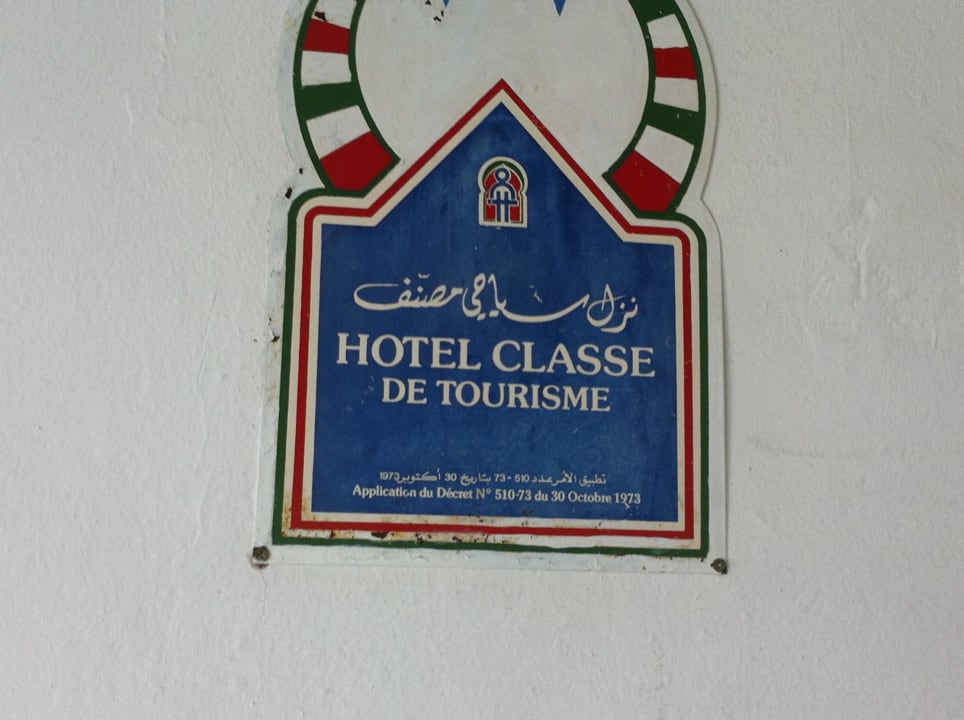 نزل سياحي مصنّف
HOTEL CLASSE
DE TOURISME
تطبيق الأمر عدد 510 - 73 بتاريخ 30 أكتوبر 1973
Application du Décret N° 510-73 du 30 Octobre 1973